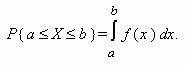 P{a ≤ X ≤ b} = ∫_a^b f(x) dx.